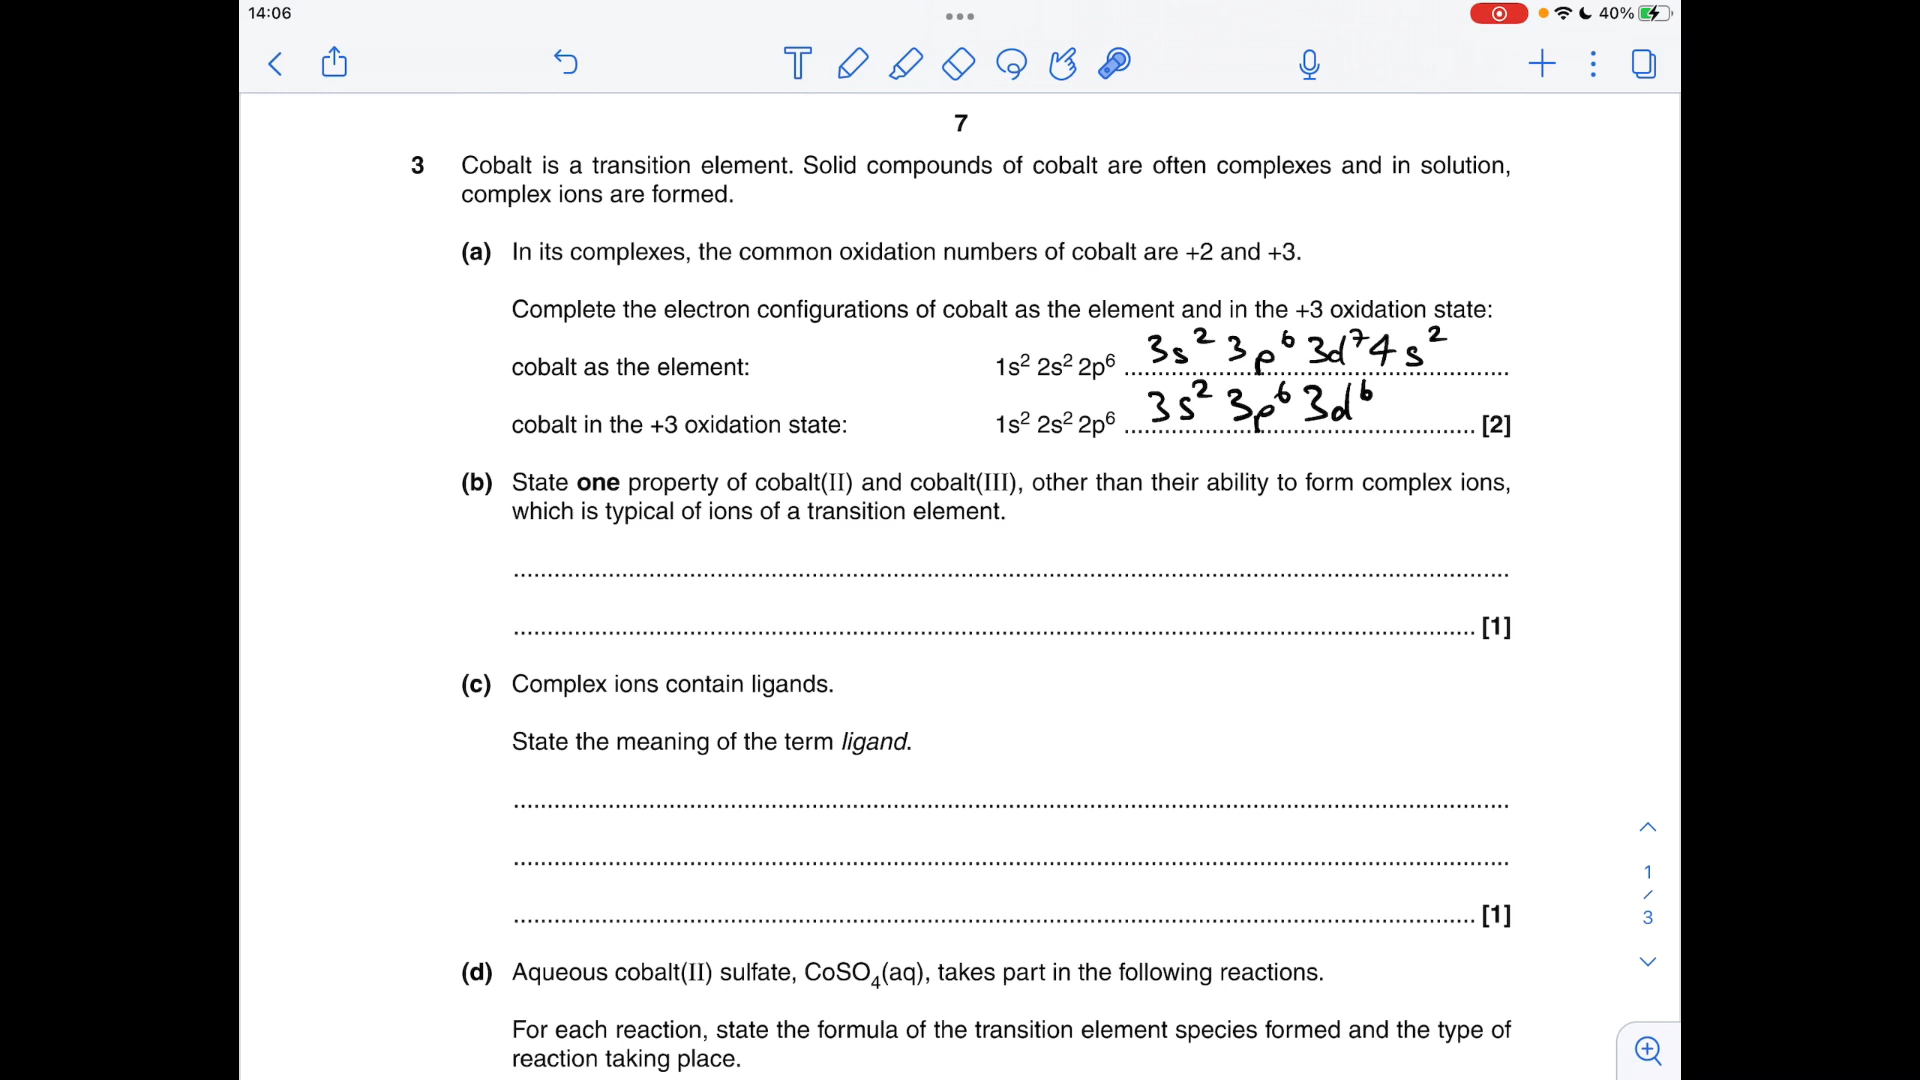 14:06
40%
7
3 Cobalt is a transition element. Solid compounds of cobalt are often complexes and in solution,
complex ions are formed.
(a) In its complexes, the common oxidation numbers of cobalt are +2 and +3.
Complete the electron configurations of cobalt as the element and in the +3 oxidation state:
cobalt as the element: 1s² 2s² 2p⁶ 3s² 3p⁶ 3d⁷ 4s²
cobalt in the +3 oxidation state: 1s² 2s² 2p⁶ 3s² 3p⁶ 3d⁶ [2]
(b) State one property of cobalt(II) and cobalt(III), other than their ability to form complex ions,
which is typical of ions of a transition element.
[1]
(c) Complex ions contain ligands.
State the meaning of the term ligand.
[1]
1
/
3
(d) Aqueous cobalt(II) sulfate, CoSO₄(aq), takes part in the following reactions.
For each reaction, state the formula of the transition element species formed and the type of
reaction taking place.